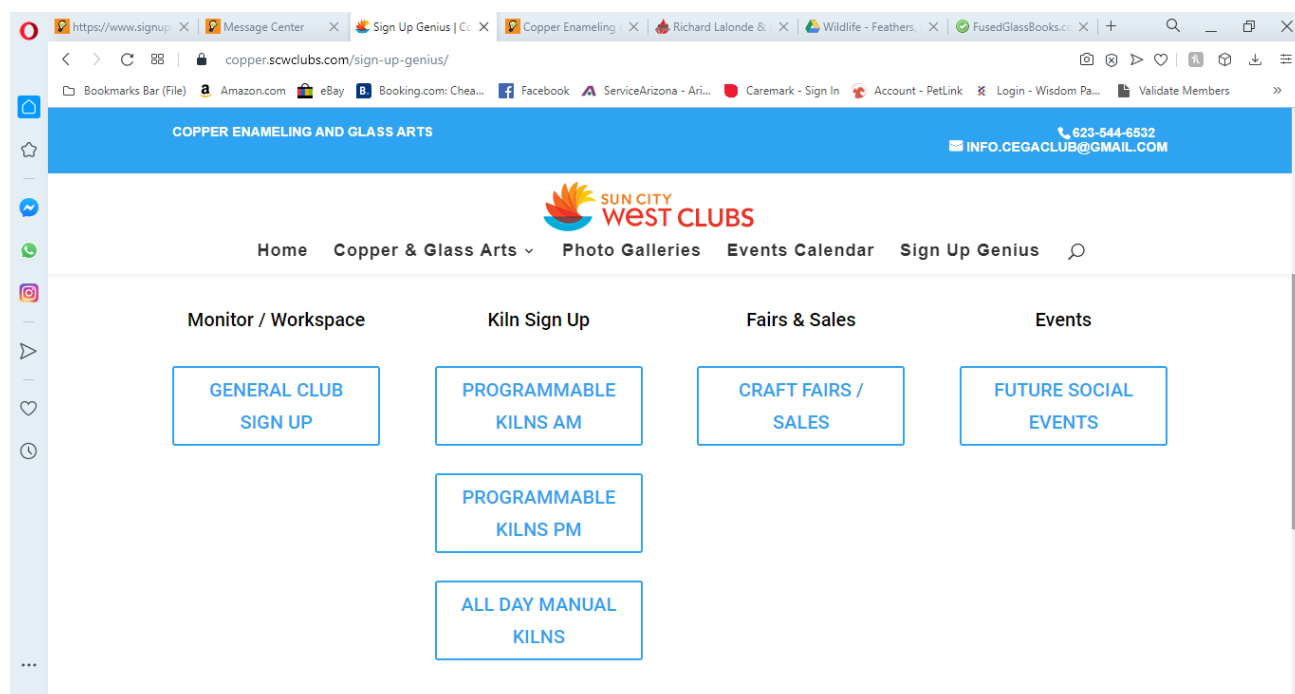 https://www.signup
Message Center
Sign Up Genius | Co
Copper Enameling
Richard Lalonde &
Wildlife - Feathers,
FusedGlassBooks.co
copper.scwclubs.com/sign-up-genius/
Bookmarks Bar (File)
Amazon.com
eBay
Booking.com: Chea...
Facebook
ServiceArizona - Ari...
Caremark - Sign In
Account - PetLink
Login - Wisdom Pa...
Validate Members
COPPER ENAMELING AND GLASS ARTS
623-544-6532
INFO.CEGACLUB@GMAIL.COM
SUN CITY
WEST CLUBS
Home
Copper & Glass Arts
Photo Galleries
Events Calendar
Sign Up Genius
Monitor / Workspace
Kiln Sign Up
Fairs & Sales
Events
GENERAL CLUB
SIGN UP
PROGRAMMABLE
KILNS AM
CRAFT FAIRS /
SALES
FUTURE SOCIAL
EVENTS
PROGRAMMABLE
KILNS PM
ALL DAY MANUAL
KILNS